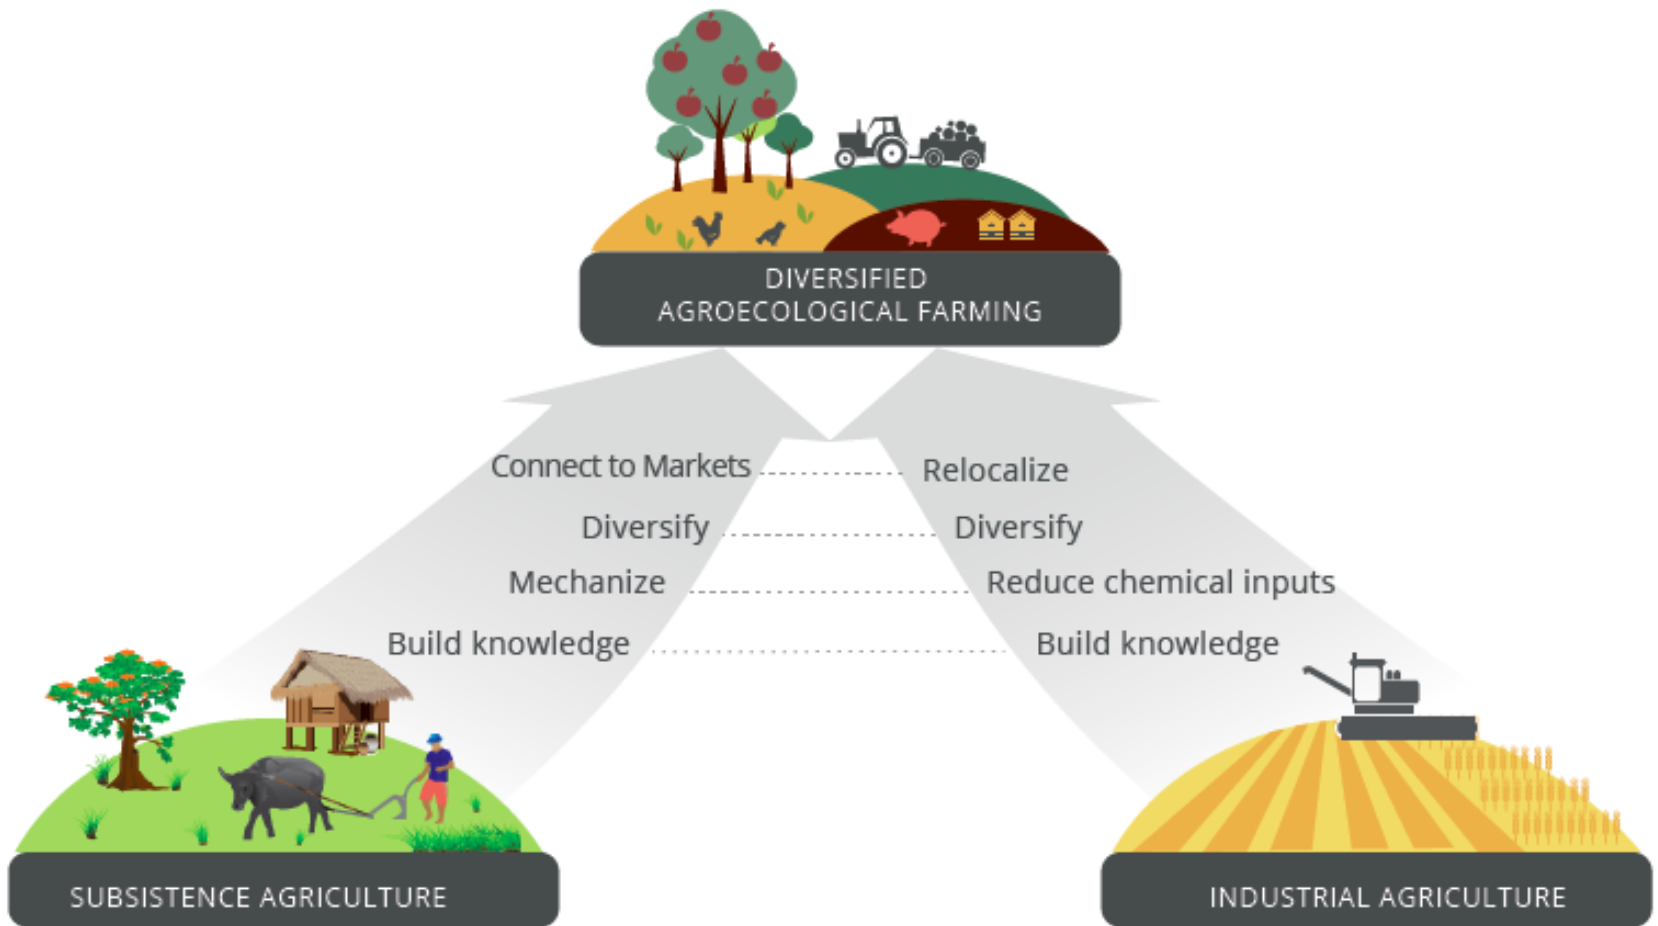 DIVERSIFIED
AGROECOLOGICAL FARMING
Connect to Markets
Relocalize
Diversify
Diversify
Mechanize
Reduce chemical inputs
Build knowledge
Build knowledge
SUBSISTENCE AGRICULTURE
INDUSTRIAL AGRICULTURE